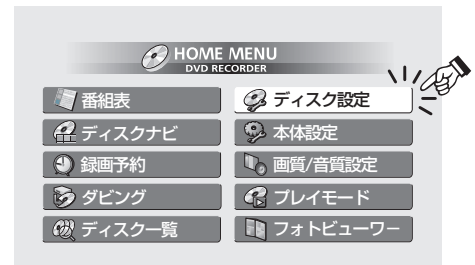 HOME MENU
DVD RECORDER
番組表
ディスクナビ
録画予約
ダビング
ディスク一覧
ディスク設定
本体設定
画質/音質設定
プレイモード
フォトビューワー